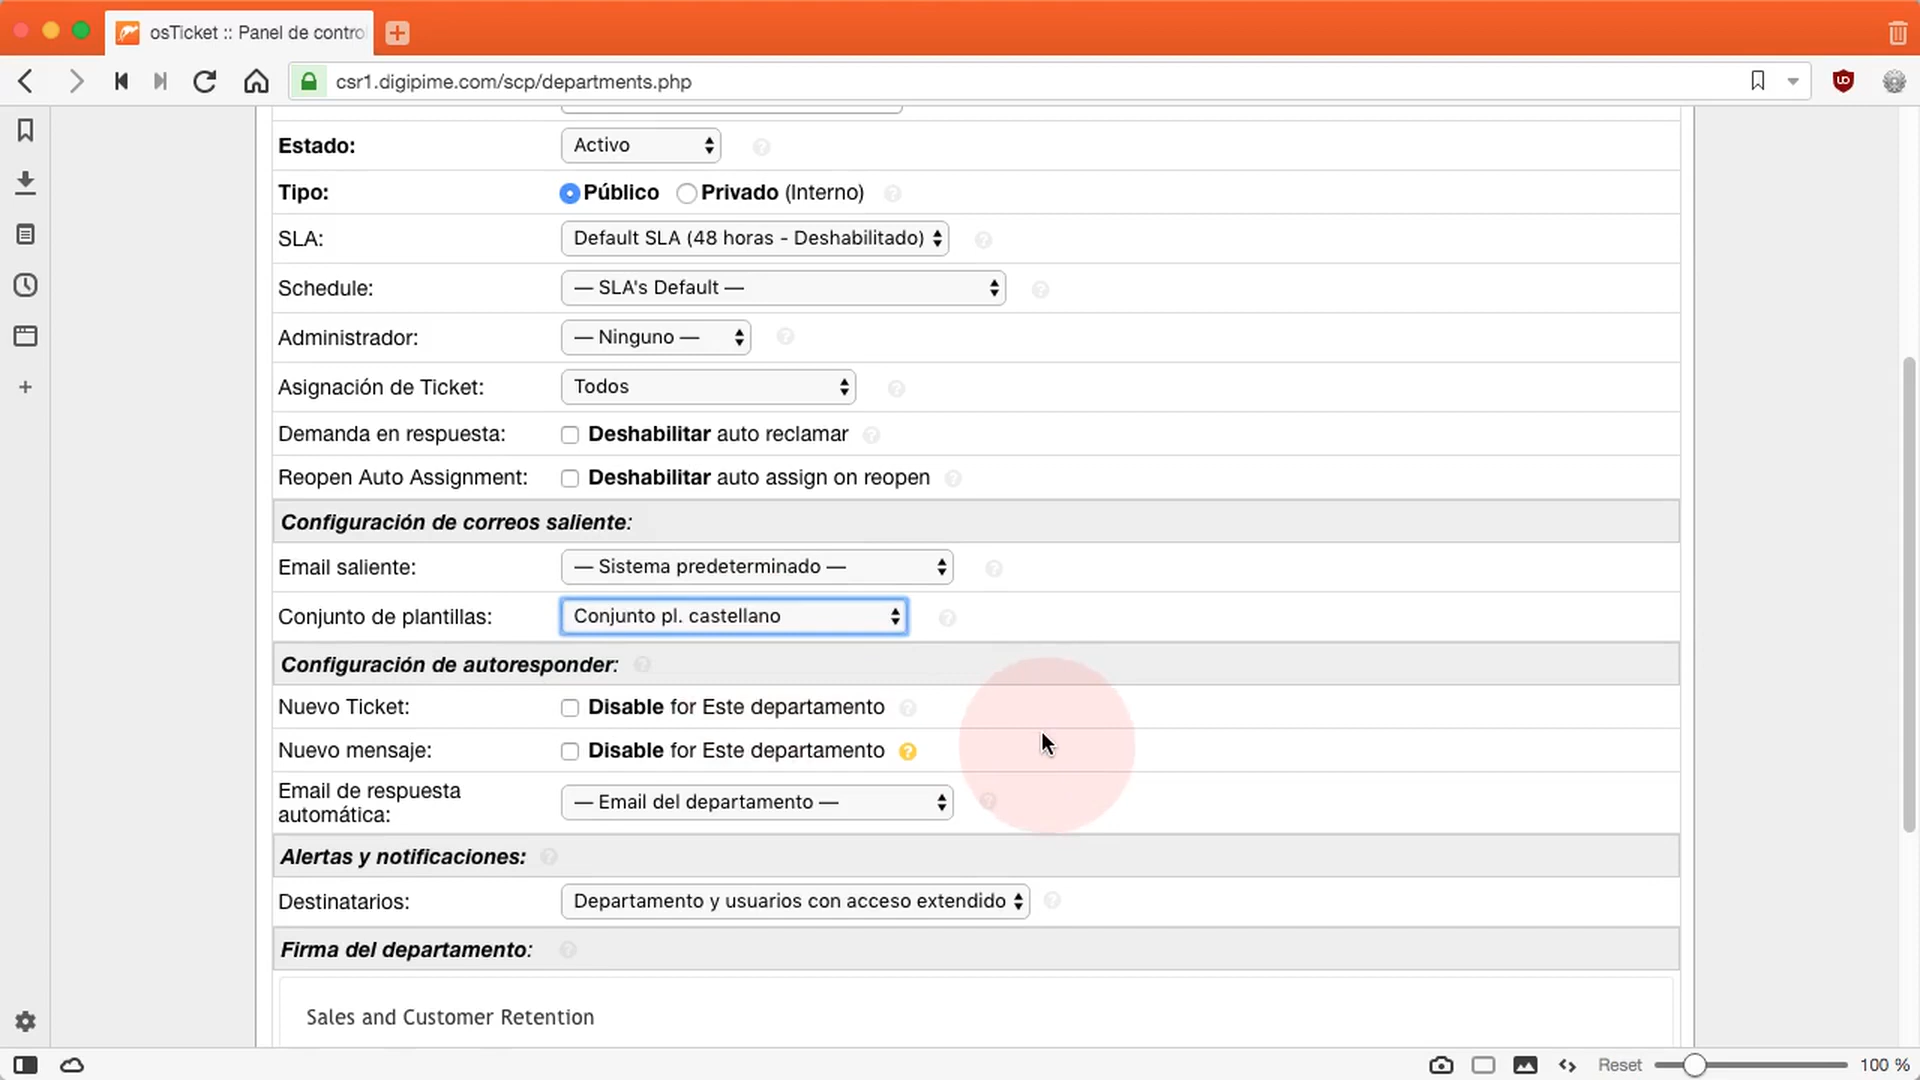 osTicket :: Panel de contro
csr1.digipime.com/scp/departments.php
Estado: Activo
Tipo: Público Privado (Interno)
SLA: Default SLA (48 horas - Deshabilitado)
Schedule: — SLA's Default —
Administrador: — Ninguno —
Asignación de Ticket: Todos
Demanda en respuesta: Deshabilitar auto reclamar
Reopen Auto Assignment: Deshabilitar auto assign on reopen
Configuración de correos saliente:
Email saliente: — Sistema predeterminado —
Conjunto de plantillas: Conjunto pl. castellano
Configuración de autoresponder:
Nuevo Ticket: Disable for Este departamento
Nuevo mensaje: Disable for Este departamento
Email de respuesta
automática: — Email del departamento —
Alertas y notificaciones:
Destinatarios: Departamento y usuarios con acceso extendido
Firma del departamento:
Sales and Customer Retention
Reset 100 %